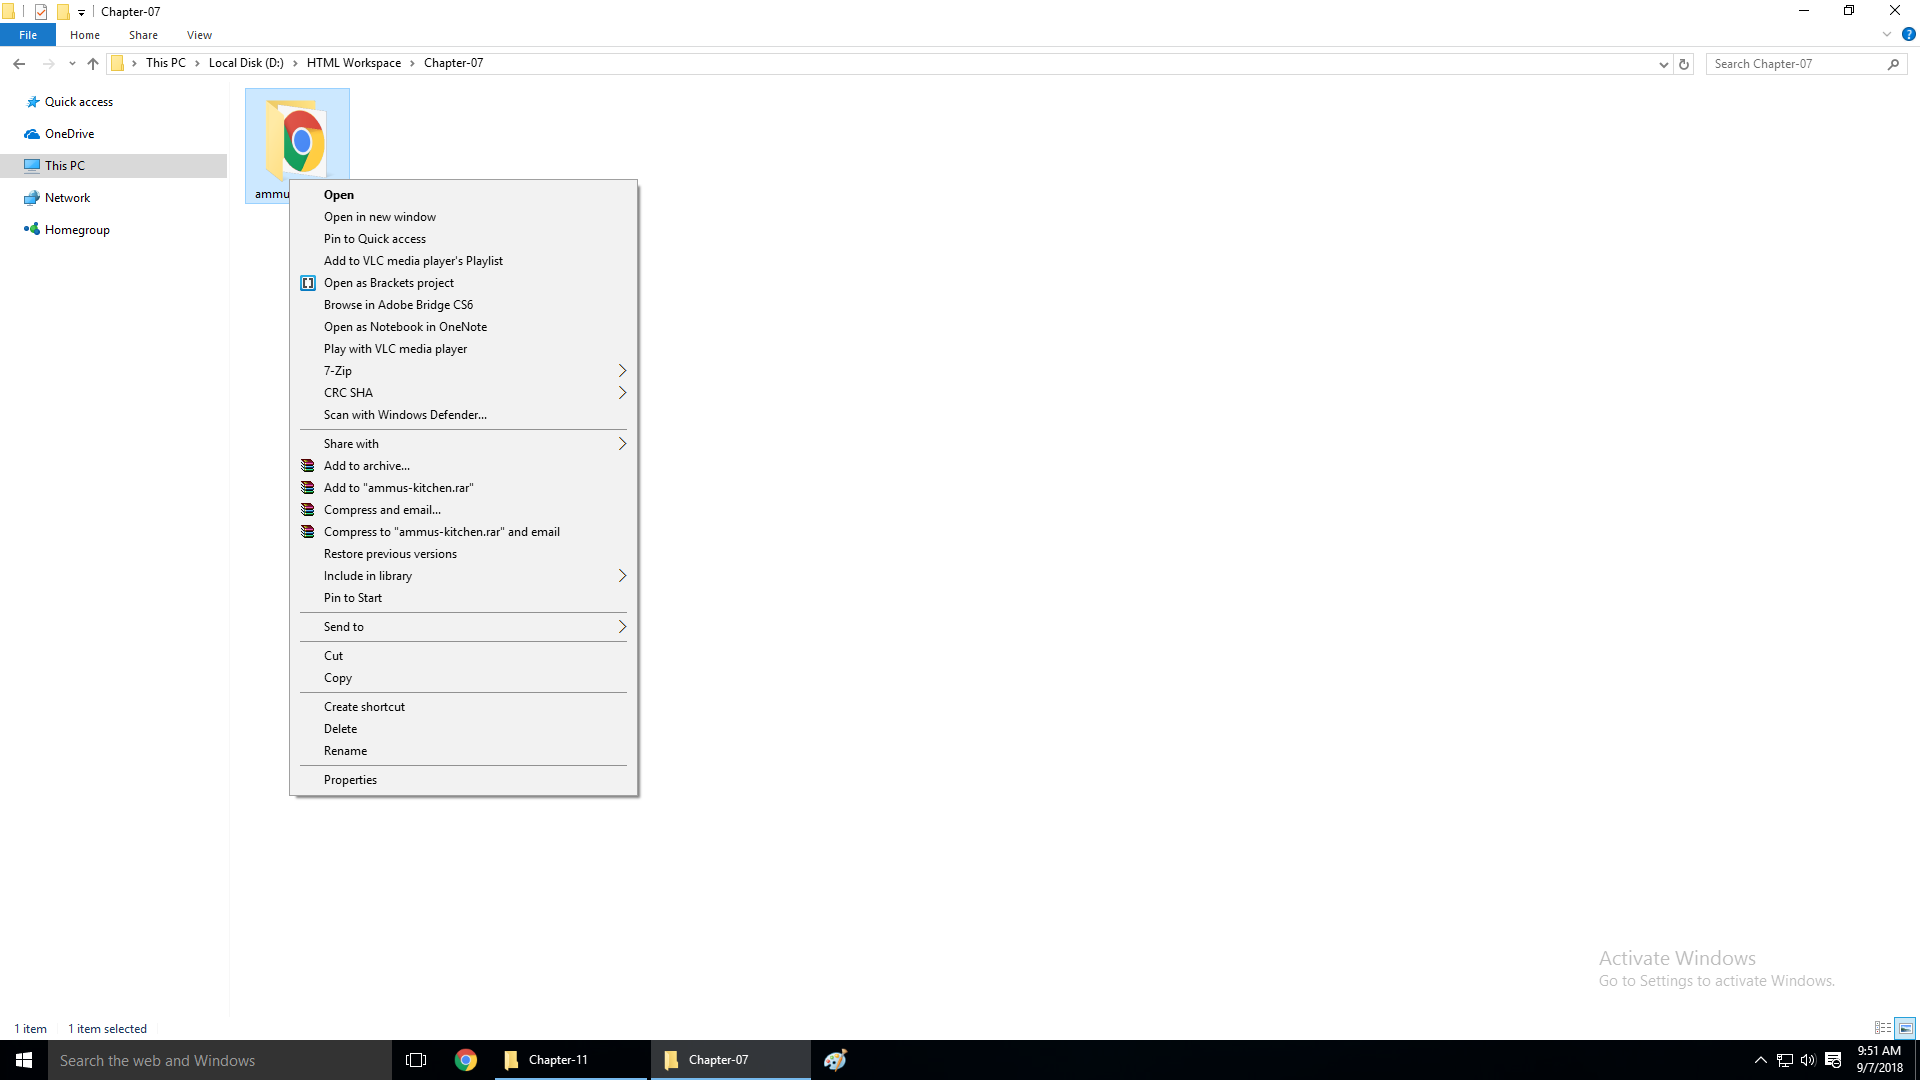 Chapter-07
File Home Share View
This PC Local Disk (D:) HTML Workspace Chapter-07
Search Chapter-07
Quick access
OneDrive
This PC
Network
Homegroup
ammu
Open
Open in new window
Pin to Quick access
Add to VLC media player's Playlist
Open as Brackets project
Browse in Adobe Bridge CS6
Open as Notebook in OneNote
Play with VLC media player
7-Zip
CRC SHA
Scan with Windows Defender...
Share with
Add to archive...
Add to "ammus-kitchen.rar"
Compress and email...
Compress to "ammus-kitchen.rar" and email
Restore previous versions
Include in library
Pin to Start
Send to
Cut
Copy
Create shortcut
Delete
Rename
Properties
Activate Windows
Go to Settings to activate Windows.
1 item 1 item selected
Search the web and Windows
Chapter-11
Chapter-07
9:51 AM
9/7/2018